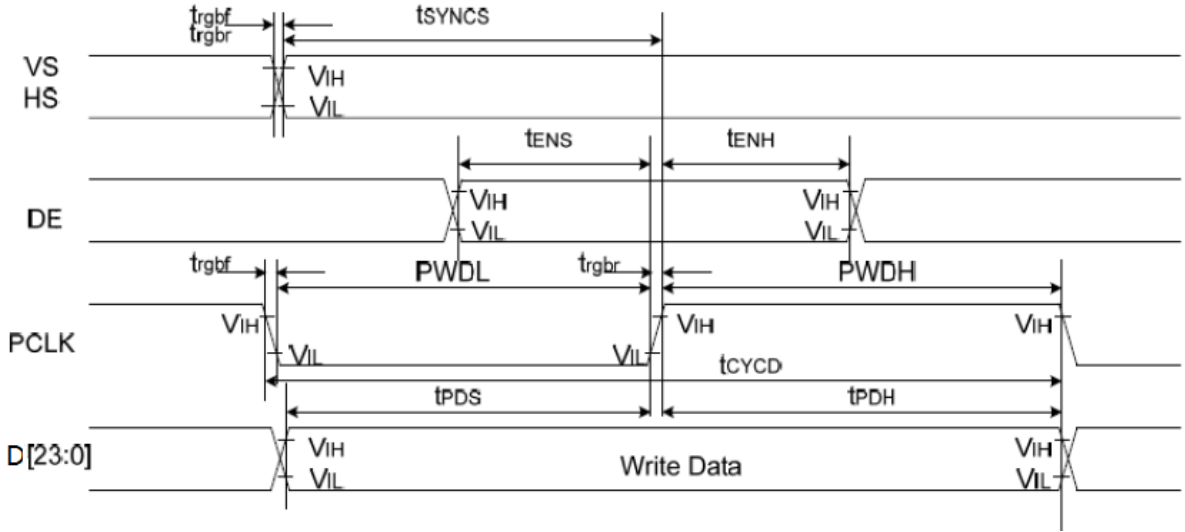 trgbf
trgbr
tSYNCS
VS
HS
VIH
VIL
tENS
tENH
DE
VIH
VIL
VIH
VIL
trgbf
PWDL
trgbr
PWDH
PCLK
VIH
VIL
VIL
VIH
VIH
tCYCD
tPDS
tPDH
D[23:0]
VIH
VIL
Write Data
VIH
VIL